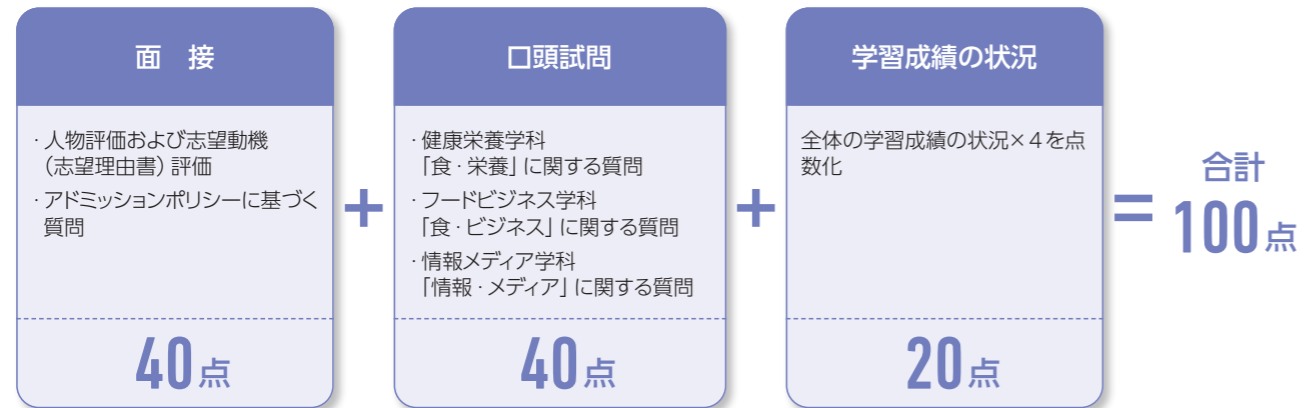 面 接
・人物評価および志望動機
（志望理由書）評価
・アドミッションポリシーに基づく
質問
40点
+
口頭試問
・健康栄養学科
「食・栄養」に関する質問
・フードビジネス学科
「食・ビジネス」に関する質問
・情報メディア学科
「情報・メディア」に関する質問
40点
+
学習成績の状況
全体の学習成績の状況×4を点
数化
20点
=
合計
100点